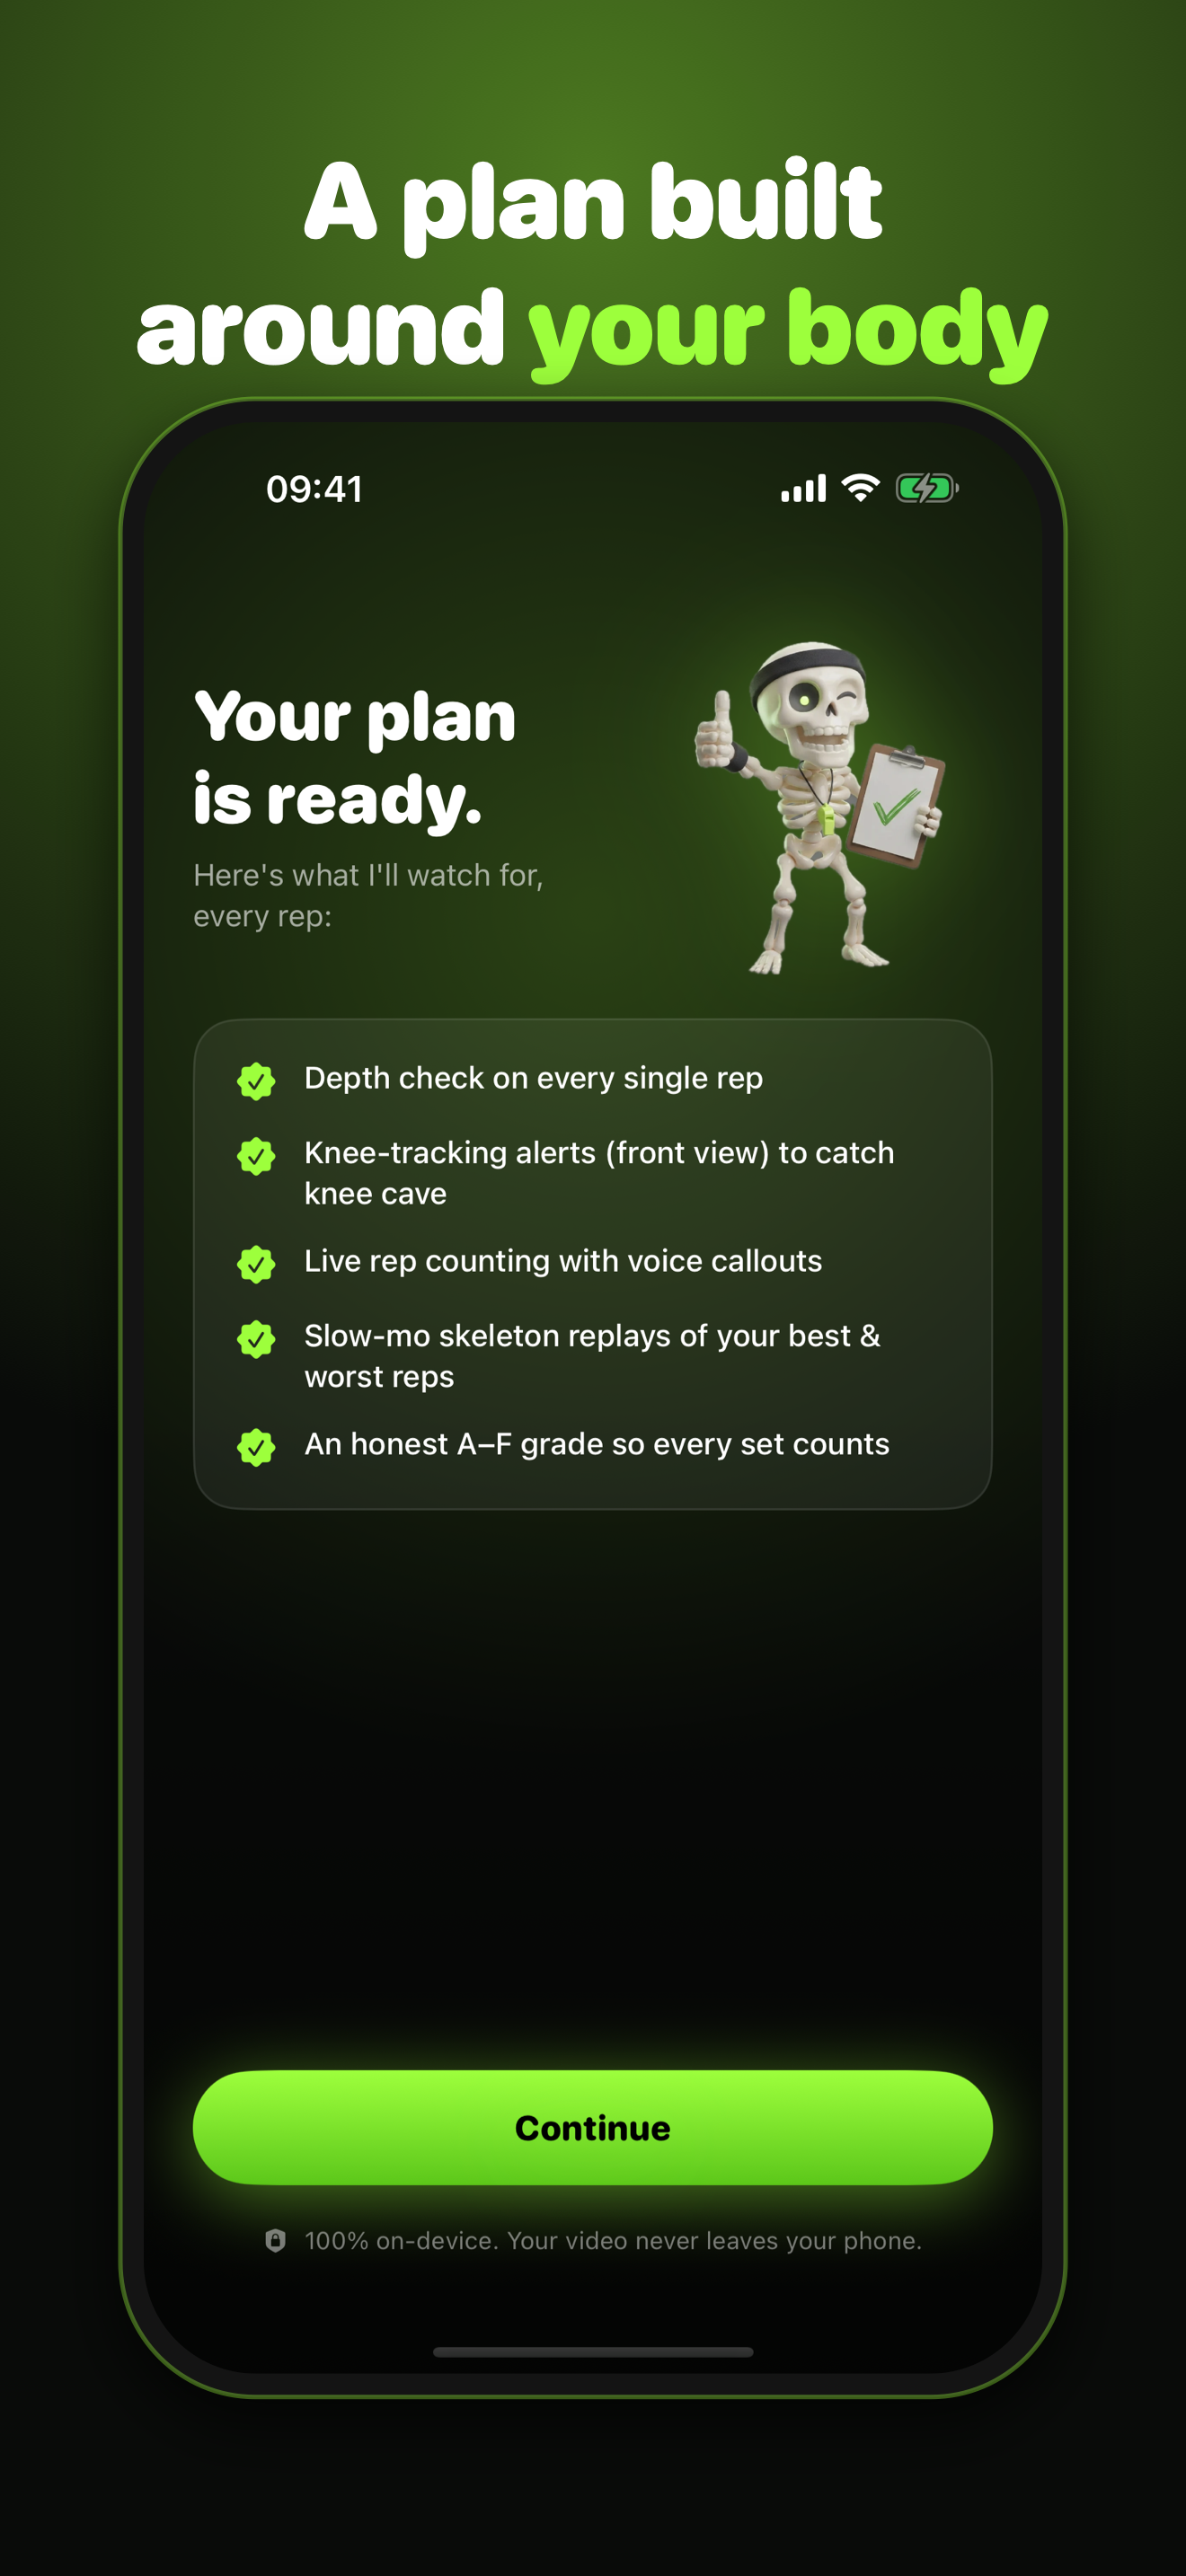 A plan built
around your body
09:41
Your plan
is ready.
Here's what I'll watch for,
every rep:
Depth check on every single rep
Knee-tracking alerts (front view) to catch
knee cave
Live rep counting with voice callouts
Slow-mo skeleton replays of your best &
worst reps
An honest A–F grade so every set counts
Continue
100% on-device. Your video never leaves your phone.